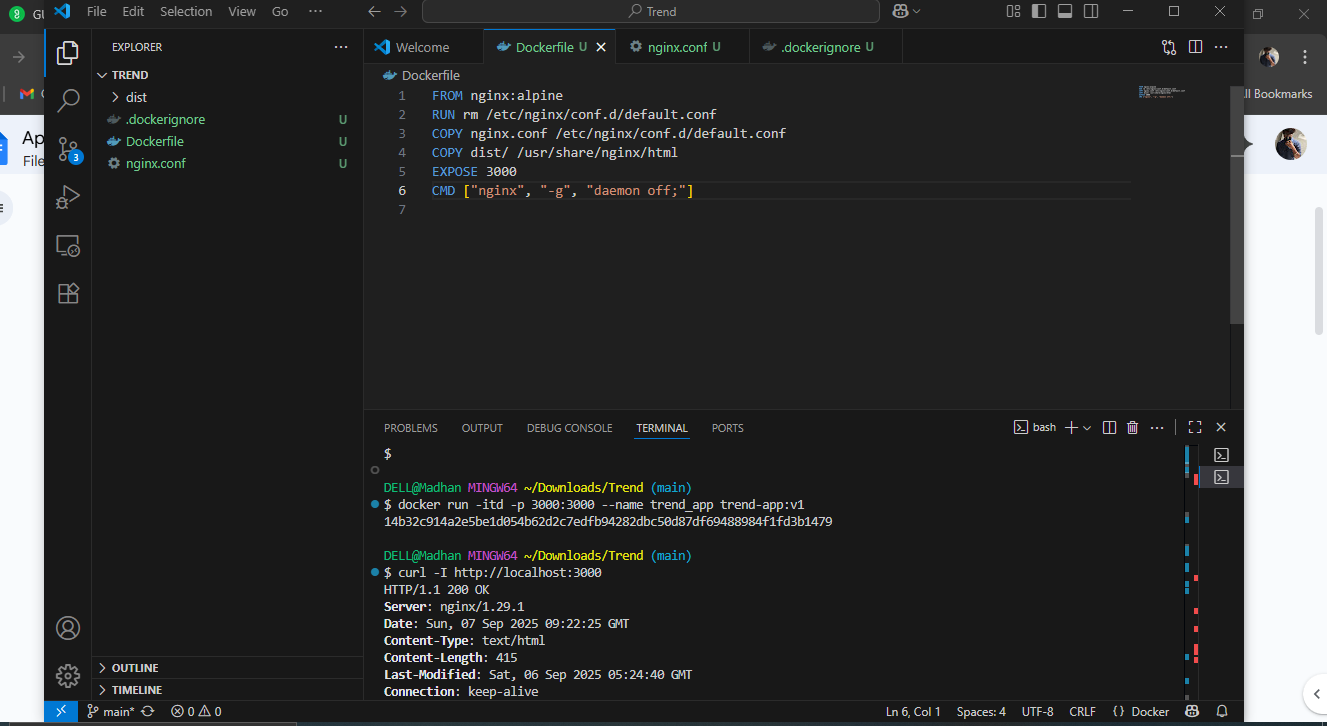 File Edit Selection View Go ··· Trend
EXPLORER ···
TREND
dist
.dockerignore U
Dockerfile U
nginx.conf U
3
OUTLINE
TIMELINE
Welcome Dockerfile U nginx.conf U .dockerignore U
Dockerfile
1 FROM nginx:alpine
2 RUN rm /etc/nginx/conf.d/default.conf
3 COPY nginx.conf /etc/nginx/conf.d/default.conf
4 COPY dist/ /usr/share/nginx/html
5 EXPOSE 3000
6 CMD ["nginx", "-g", "daemon off;"]
7
PROBLEMS OUTPUT DEBUG CONSOLE TERMINAL PORTS bash
$
DELL@Madhan MINGW64 ~/Downloads/Trend (main)
$ docker run -itd -p 3000:3000 --name trend_app trend-app:v1
14b32c914a2e5be1d054b62d2c7edfb94282dbc50d87df69488984f1fd3b1479
DELL@Madhan MINGW64 ~/Downloads/Trend (main)
$ curl -I http://localhost:3000
HTTP/1.1 200 OK
Server: nginx/1.29.1
Date: Sun, 07 Sep 2025 09:22:25 GMT
Content-Type: text/html
Content-Length: 415
Last-Modified: Sat, 06 Sep 2025 05:24:40 GMT
Connection: keep-alive
main* 0 0 Ln 6, Col 1 Spaces: 4 UTF-8 CRLF {} Docker
Ap
File
ll Bookmarks